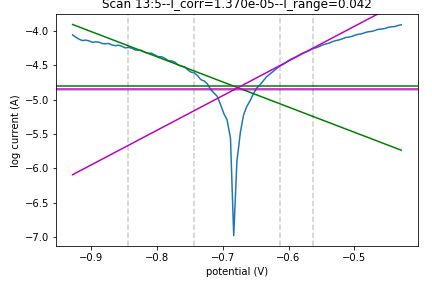 Scan 13:5--I_corr=1.370e-05--I_range=0.042
−4.0
−4.5
−5.0
−5.5
−6.0
−6.5
−7.0
log current (A)
−0.9 −0.8 −0.7 −0.6 −0.5
potential (V)